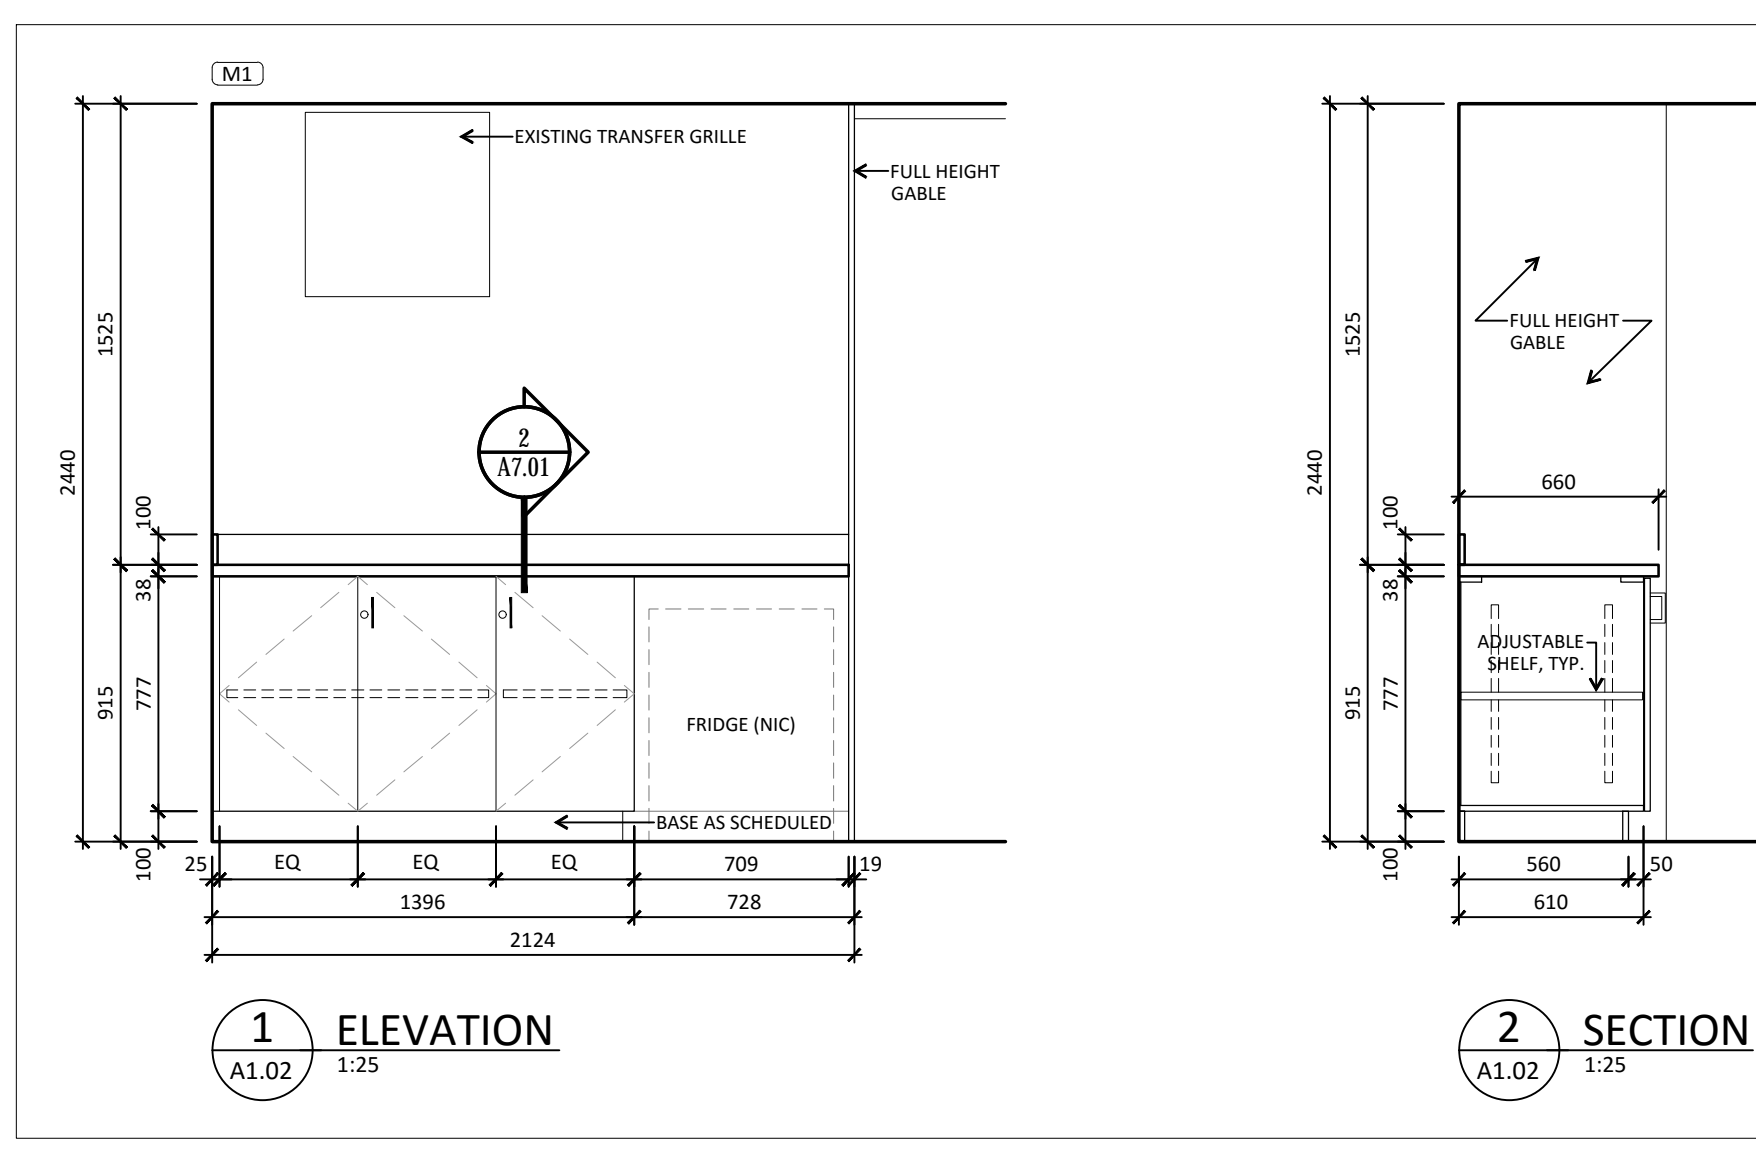 M1
EXISTING TRANSFER GRILLE
FULL HEIGHT
GABLE
2440
1525
915
100
38
777
100
2
A7.01
FRIDGE (NIC)
BASE AS SCHEDULED
25
EQ
EQ
EQ
709
19
1396
728
2124
1
A1.02
ELEVATION
1:25
2440
1525
915
100
38
777
100
FULL HEIGHT
GABLE
660
ADJUSTABLE
SHELF, TYP.
560
50
610
2
A1.02
SECTION
1:25